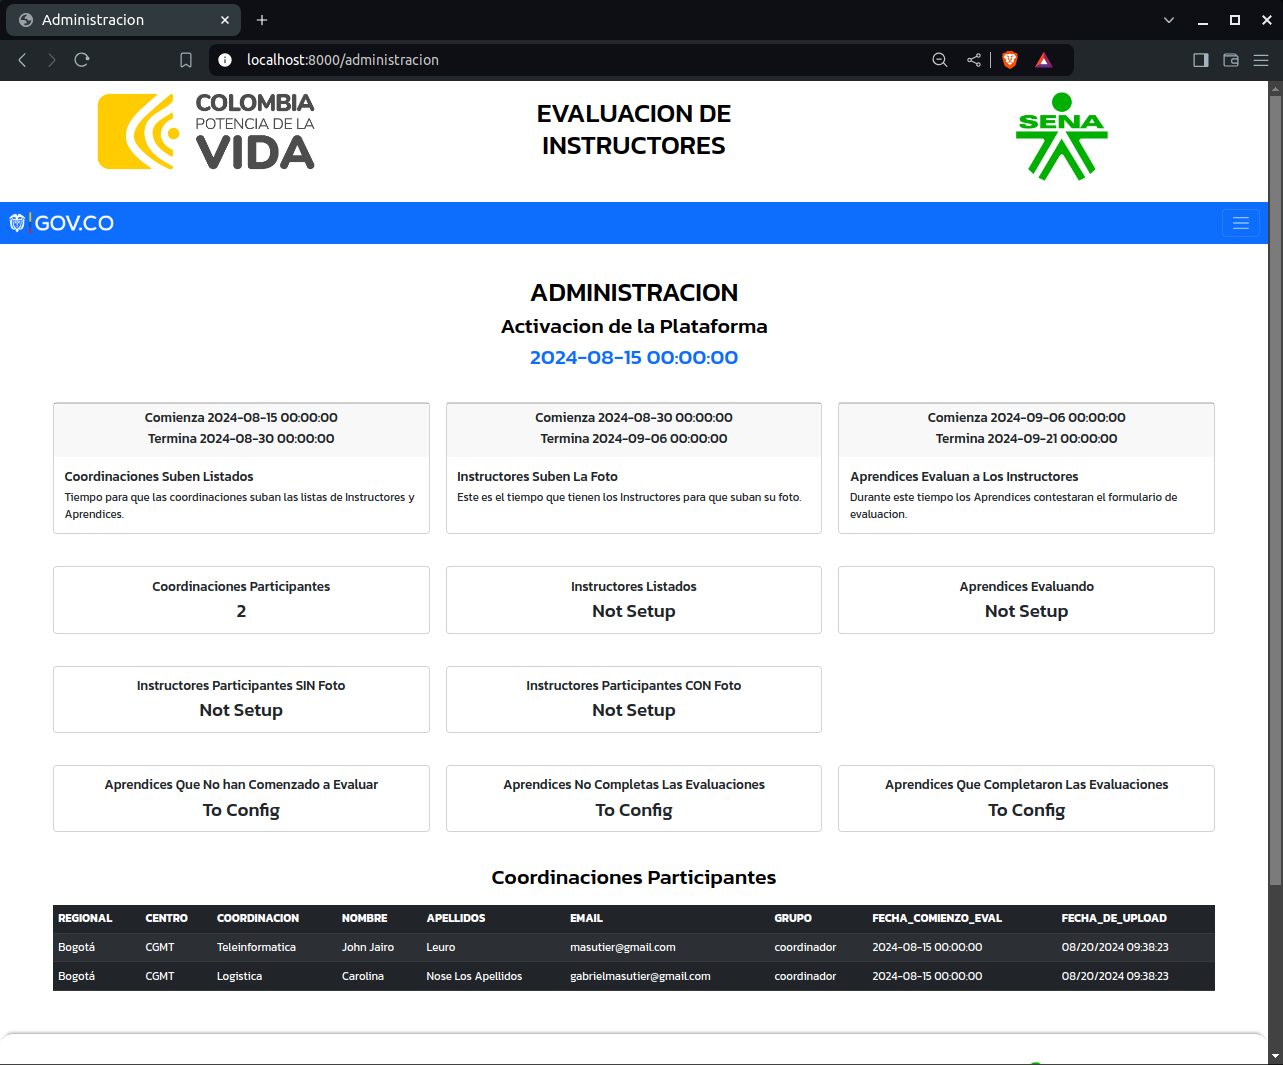 Administracion
localhost:8000/administracion
COLOMBIA
POTENCIA DE LA
VIDA
EVALUACION DE
INSTRUCTORES
SENA
GOV.CO
ADMINISTRACION
Activacion de la Plataforma
2024-08-15 00:00:00
Comienza 2024-08-15 00:00:00
Termina 2024-08-30 00:00:00
Coordinaciones Suben Listados
Tiempo para que las coordinaciones suban las listas de Instructores y
Aprendices.
Comienza 2024-08-30 00:00:00
Termina 2024-09-06 00:00:00
Instructores Suben La Foto
Este es el tiempo que tienen los Instructores para que suban su foto.
Comienza 2024-09-06 00:00:00
Termina 2024-09-21 00:00:00
Aprendices Evaluan a Los Instructores
Durante este tiempo los Aprendices contestaran el formulario de
evaluacion.
Coordinaciones Participantes
2
Instructores Listados
Not Setup
Aprendices Evaluando
Not Setup
Instructores Participantes SIN Foto
Not Setup
Instructores Participantes CON Foto
Not Setup
Aprendices Que No han Comenzado a Evaluar
To Config
Aprendices No Completas Las Evaluaciones
To Config
Aprendices Que Completaron Las Evaluaciones
To Config
Coordinaciones Participantes
REGIONAL CENTRO COORDINACION NOMBRE APELLIDOS EMAIL GRUPO FECHA_COMIENZO_EVAL FECHA_DE_UPLOAD
Bogotá CGMT Teleinformatica John Jairo Leuro masutier@gmail.com coordinador 2024-08-15 00:00:00 08/20/2024 09:38:23
Bogotá CGMT Logistica Carolina Nose Los Apellidos gabrielmasutier@gmail.com coordinador 2024-08-15 00:00:00 08/20/2024 09:38:23